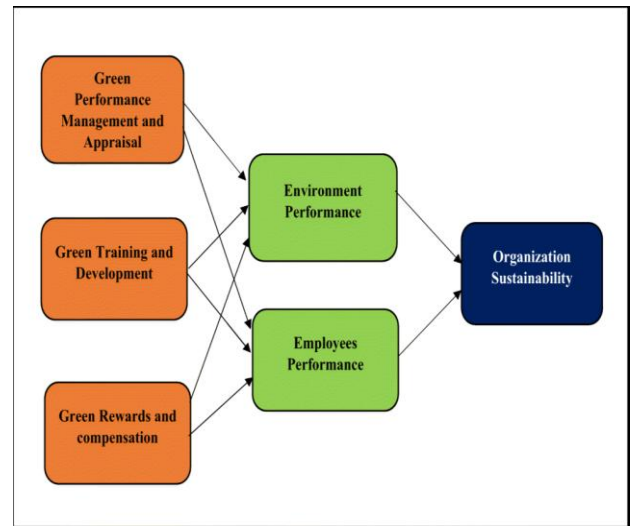 Green
Performance
Management and
Appraisal
Green Training and
Development
Green Rewards and
compensation
Environment
Performance
Employees
Performance
Organization
Sustainability